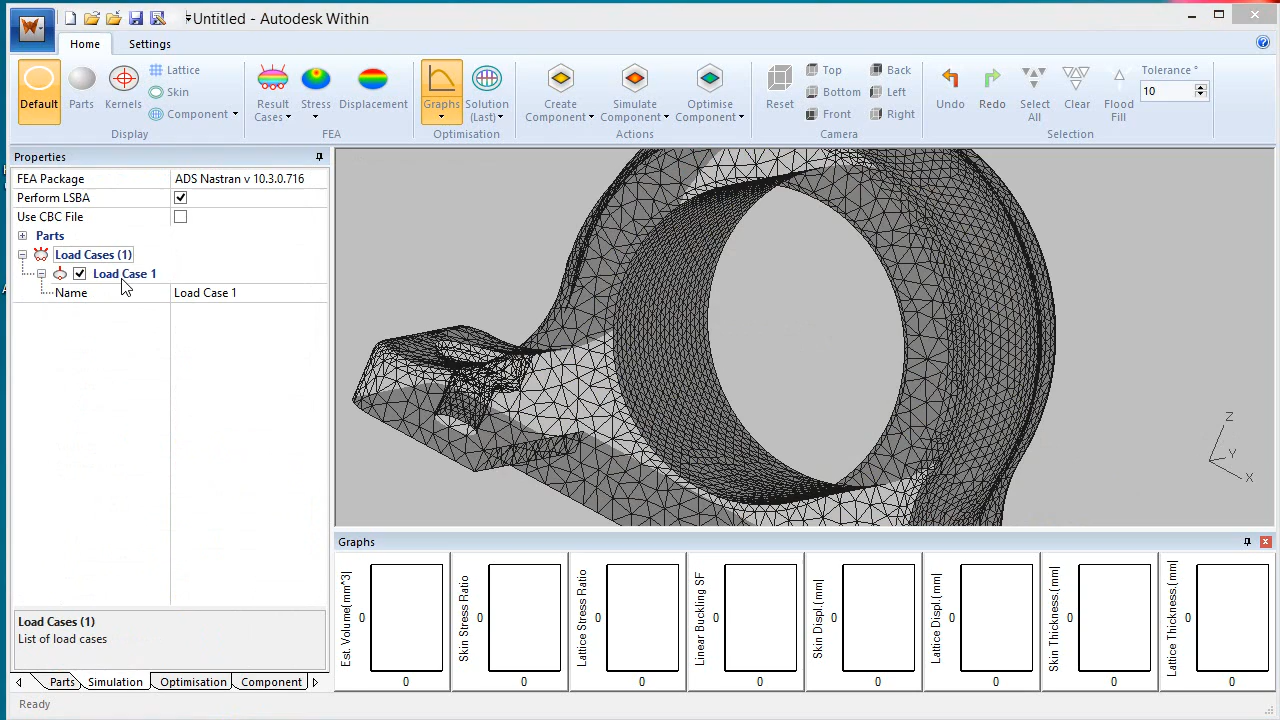 Untitled - Autodesk Within
Home
Settings
Default
Parts
Kernels
Lattice
Skin
Component
Display
Result Cases
Stress
Displacement
FEA
Graphs
Solution (Last)
Optimisation
Create Component
Simulate Component
Optimise Component
Actions
Reset
Top
Bottom
Front
Back
Left
Right
Camera
Undo
Redo
Select All
Clear
Flood Fill
Tolerance °
10
Selection
Properties
FEA Package
ADS Nastran v 10.3.0.716
Perform LSBA
Use CBC File
Parts
Load Cases (1)
Load Case 1
Name
Load Case 1
Z
Y
X
Load Cases (1)
List of load cases
Parts
Simulation
Optimisation
Component
Graphs
Est. Volume[mm^3]
0
0
Skin Stress Ratio
0
0
Lattice Stress Ratio
0
0
Linear Buckling SF
0
0
Skin Displ.[mm]
0
0
Lattice Displ.[mm]
0
0
Skin Thickness.[mm]
0
0
Lattice Thickness.[mm]
0
0
Ready